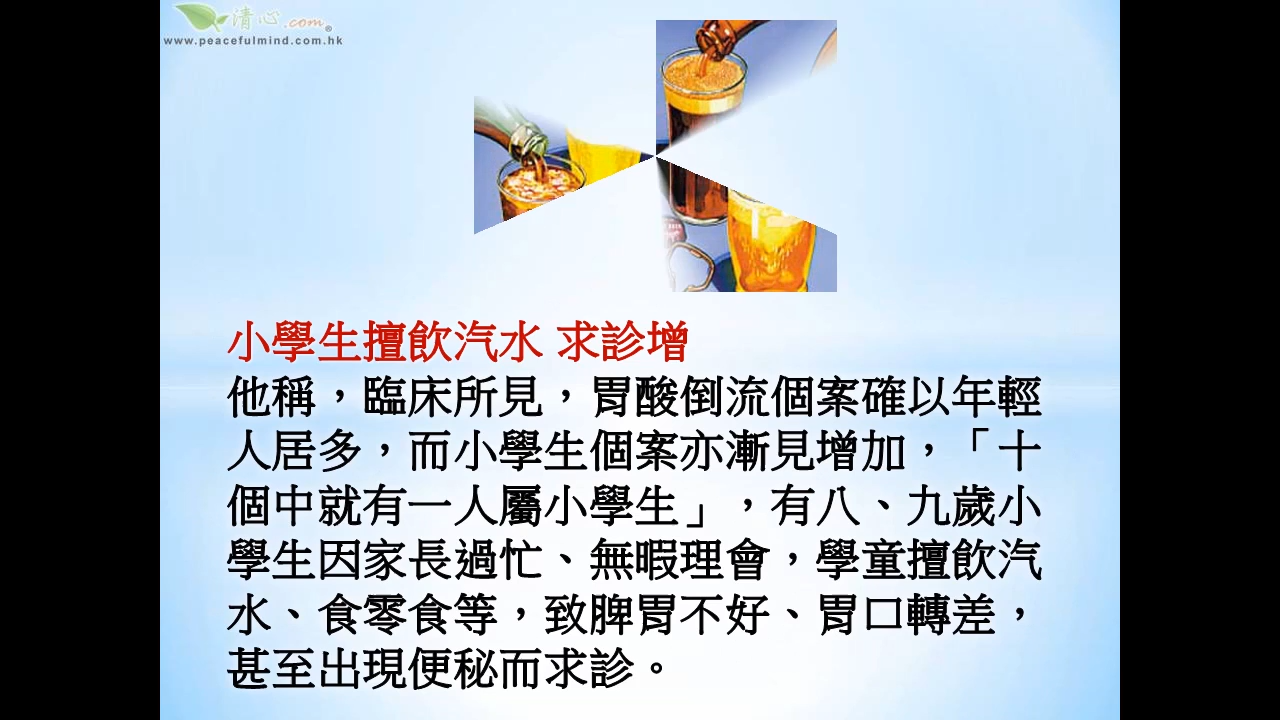 清心.com®
www.peacefulmind.com.hk
小學生擅飲汽水 求診增
他稱，臨床所見，胃酸倒流個案確以年輕
人居多，而小學生個案亦漸見增加，「十
個中就有一人屬小學生」，有八、九歲小
學生因家長過忙、無暇理會，學童擅飲汽
水、食零食等，致脾胃不好、胃口轉差，
甚至出現便秘而求診。